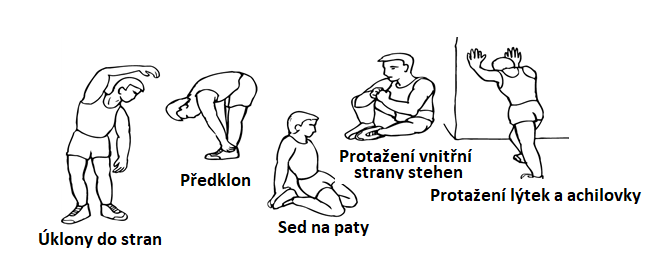 Úklony do stran
Předklon
Sed na paty
Protažení vnitřní
strany stehen
Protažení lýtek a achilovky